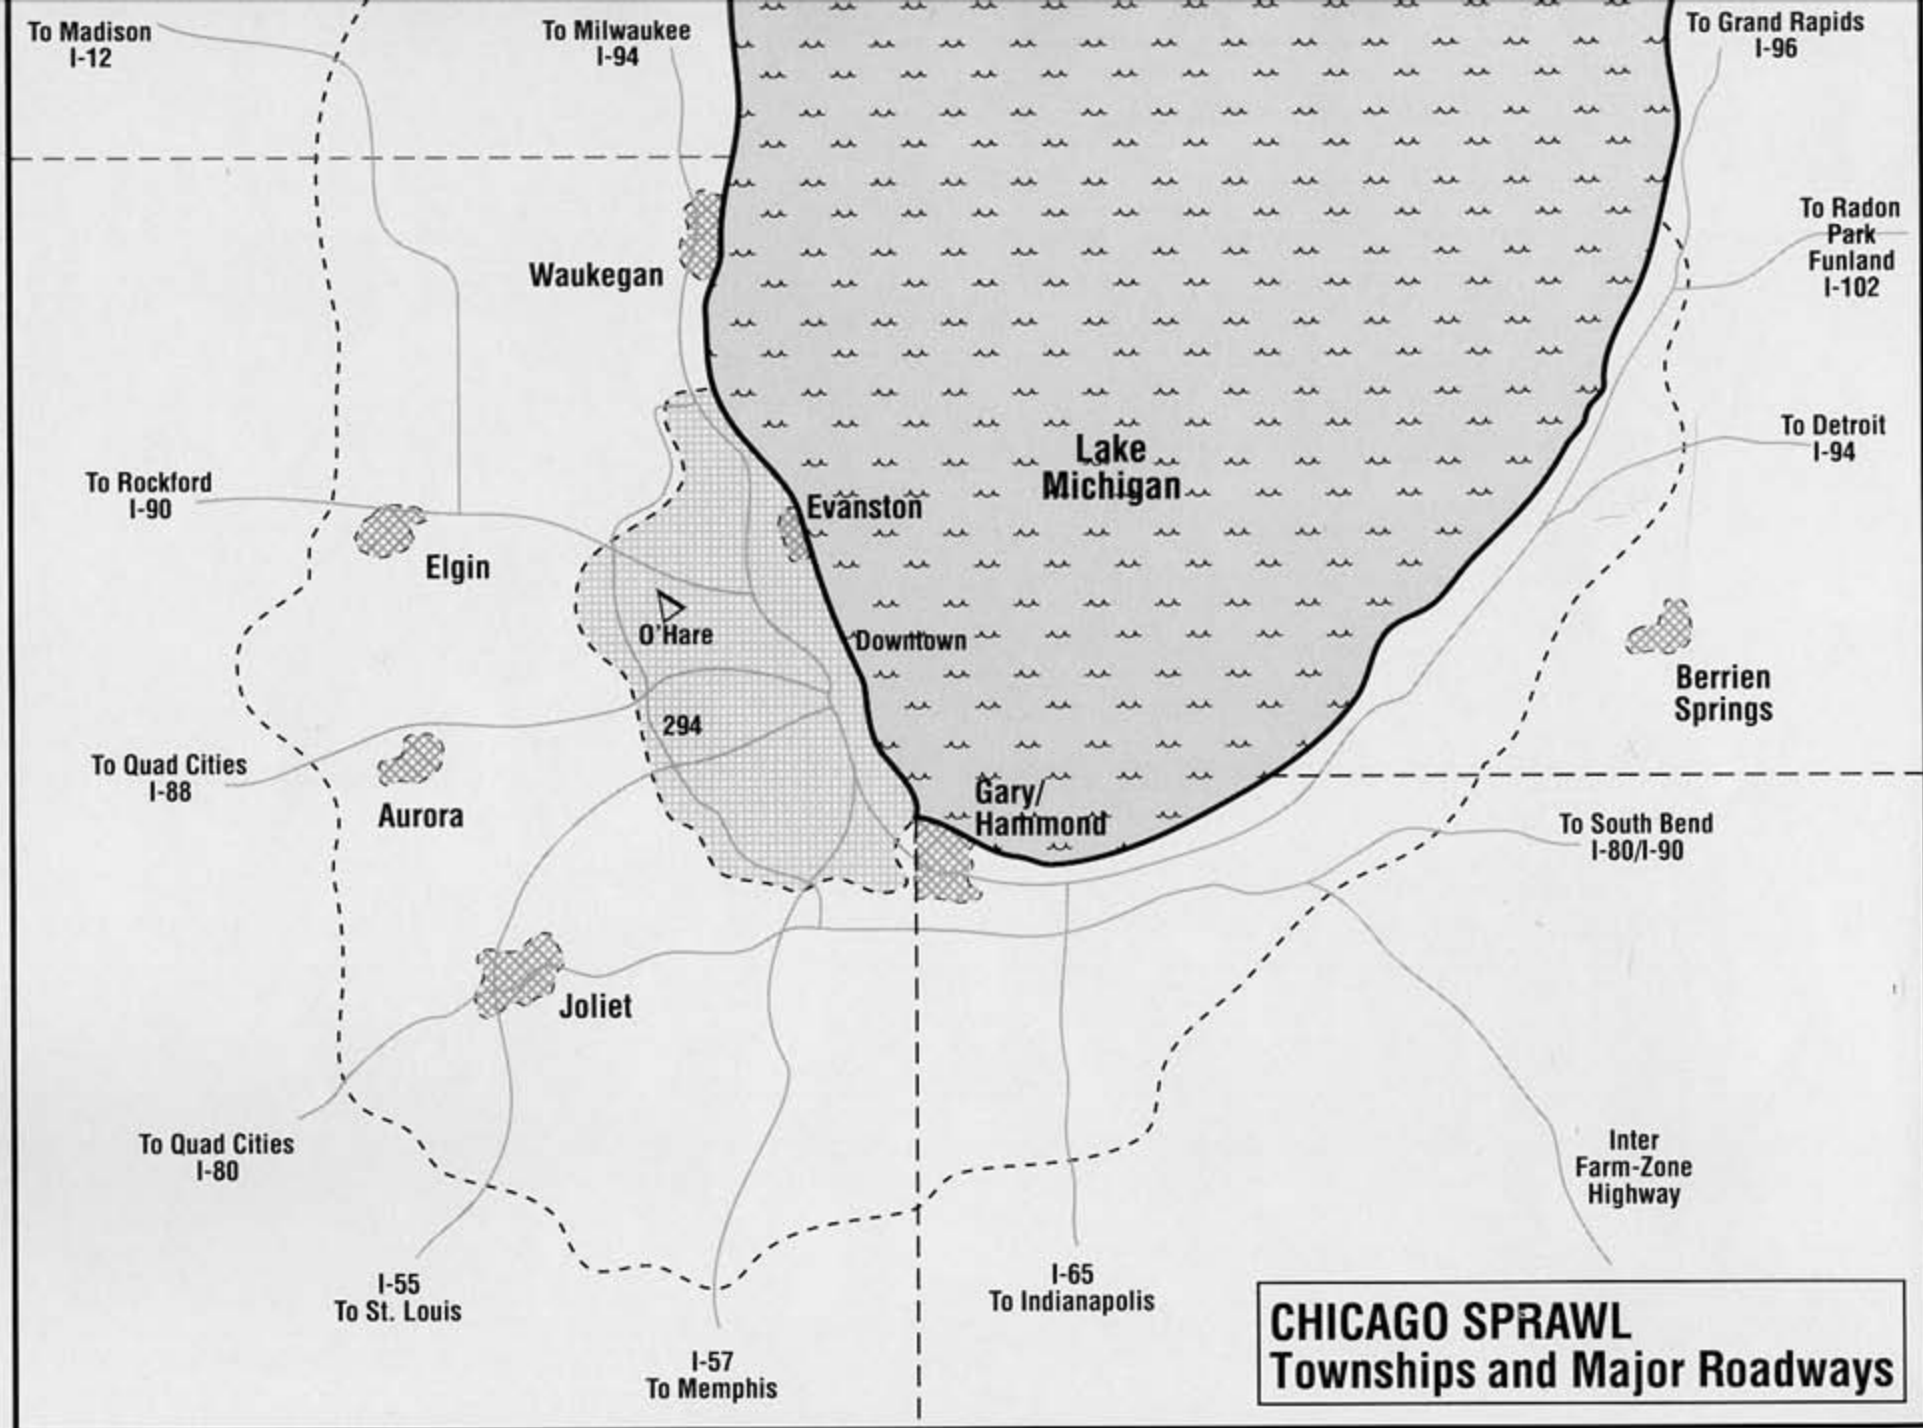 To Madison
I-12
To Milwaukee
I-94
To Grand Rapids
I-96
To Radon
Park
Funland
I-102
Waukegan
To Detroit
I-94
Lake
Michigan
To Rockford
I-90
Evanston
Elgin
O'Hare
Downtown
Berrien
Springs
294
To Quad Cities
I-88
Aurora
Gary/
Hammond
To South Bend
I-80/I-90
Joliet
To Quad Cities
I-80
Inter
Farm-Zone
Highway
I-55
To St. Louis
I-65
To Indianapolis
I-57
To Memphis
CHICAGO SPRAWL
Townships and Major Roadways